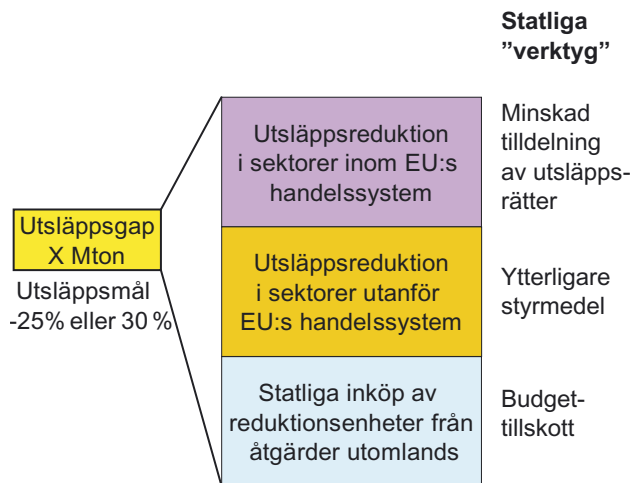 Statliga
"verktyg"
Utsläppsgap
X Mton
Utsläppsmål
-25% eller 30 %
Utsläppsreduktion
i sektorer inom EU:s
handelssystem
Minskad
tilldelning
av utsläpps-
rätter
Utsläppsreduktion
i sektorer utanför
EU:s handelssystem
Ytterligare
styrmedel
Statliga inköp av
reduktionsenheter från
åtgärder utomlands
Budget-
tillskott